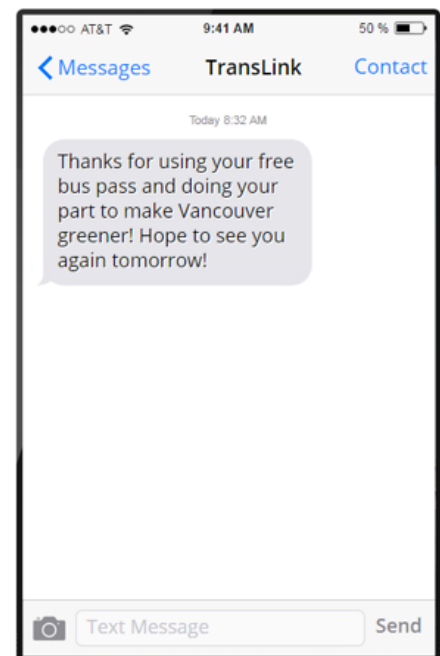 ●●●○○ AT&T 9:41 AM 50 %
Messages TransLink Contact
Today 8:32 AM
Thanks for using your free
bus pass and doing your
part to make Vancouver
greener! Hope to see you
again tomorrow!
Text Message Send